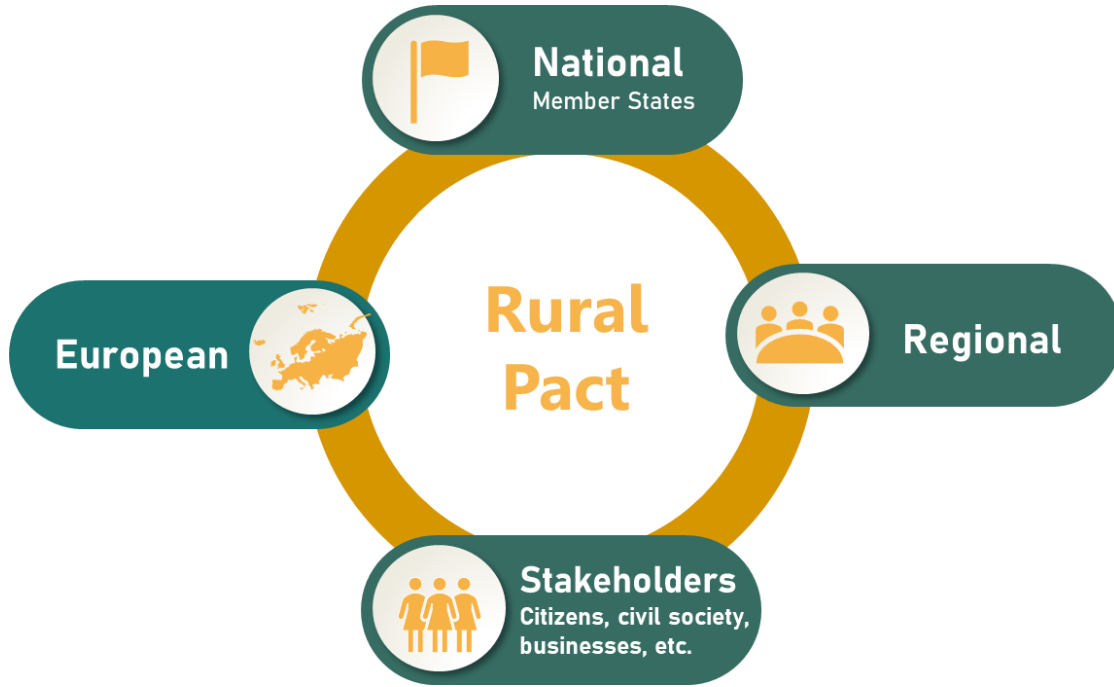 National
Member States
Rural
Pact
European
Regional
Stakeholders
Citizens, civil society,
businesses, etc.